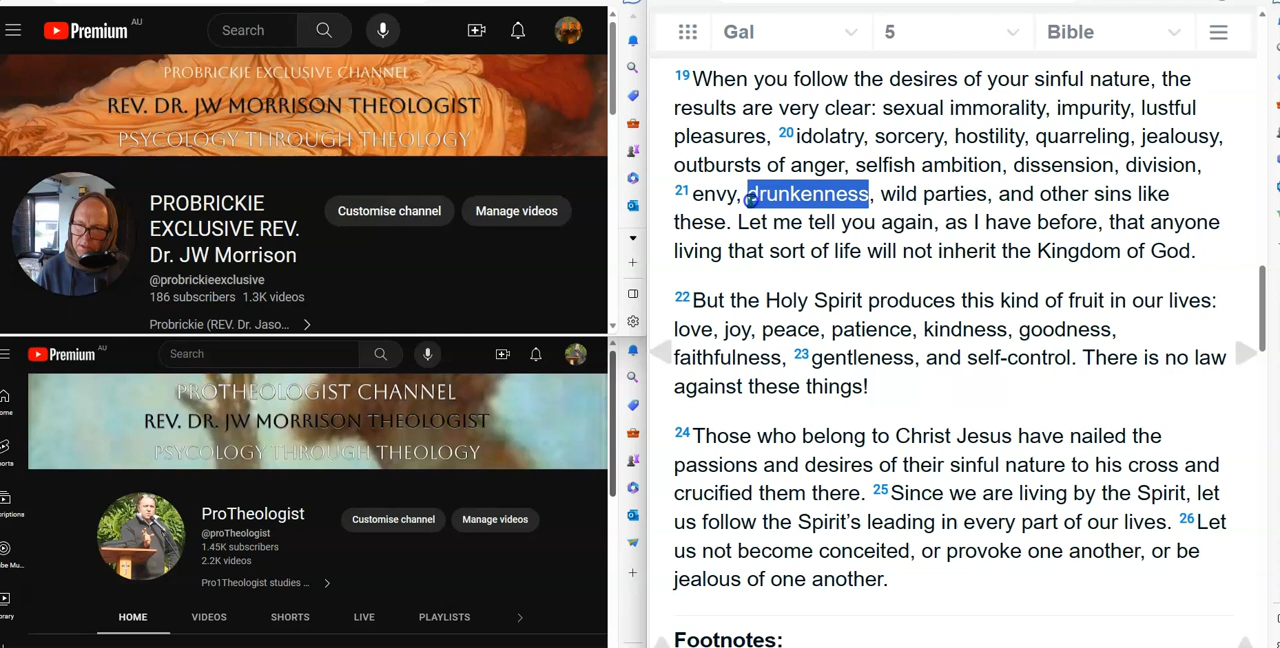 Premium AU
Search
PROBRICKIE EXCLUSIVE CHANNEL
REV. DR. JW MORRISON THEOLOGIST
PSYCOLOGY THROUGH THEOLOGY
PROBRICKIE
EXCLUSIVE REV.
Dr. JW Morrison
@probrickieexclusive
186 subscribers 1.3K videos
Probrickie (REV. Dr. Jaso...
Customise channel
Manage videos
Premium AU
Search
PROTHEOLOGIST CHANNEL
REV. DR. JW MORRISON THEOLOGIST
PSYCOLOGY THROUGH THEOLOGY
ProTheologist
@proTheologist
1.45K subscribers
2.2K videos
Pro1Theologist studies ...
Customise channel
Manage videos
HOME VIDEOS SHORTS LIVE PLAYLISTS
Gal 5 Bible
19 When you follow the desires of your sinful nature, the
results are very clear: sexual immorality, impurity, lustful
pleasures, 20 idolatry, sorcery, hostility, quarreling, jealousy,
outbursts of anger, selfish ambition, dissension, division,
21 envy, drunkenness, wild parties, and other sins like
these. Let me tell you again, as I have before, that anyone
living that sort of life will not inherit the Kingdom of God.
22 But the Holy Spirit produces this kind of fruit in our lives:
love, joy, peace, patience, kindness, goodness,
faithfulness, 23 gentleness, and self-control. There is no law
against these things!
24 Those who belong to Christ Jesus have nailed the
passions and desires of their sinful nature to his cross and
crucified them there. 25 Since we are living by the Spirit, let
us follow the Spirit’s leading in every part of our lives. 26 Let
us not become conceited, or provoke one another, or be
jealous of one another.
Footnotes: